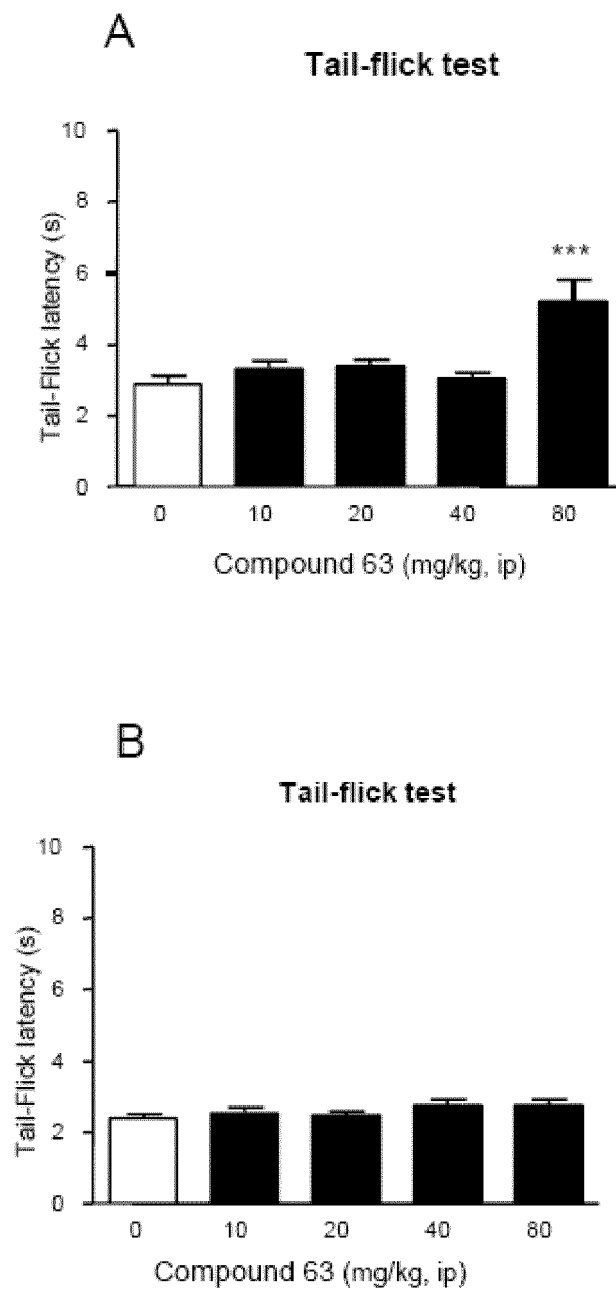 A
Tail-flick test
10
8
6
4
2
0
Tail-Flick latency (s)
***
0 10 20 40 80
Compound 63 (mg/kg, ip)
B
Tail-flick test
10
8
6
4
2
0
Tail-Flick latency (s)
0 10 20 40 80
Compound 63 (mg/kg, ip)